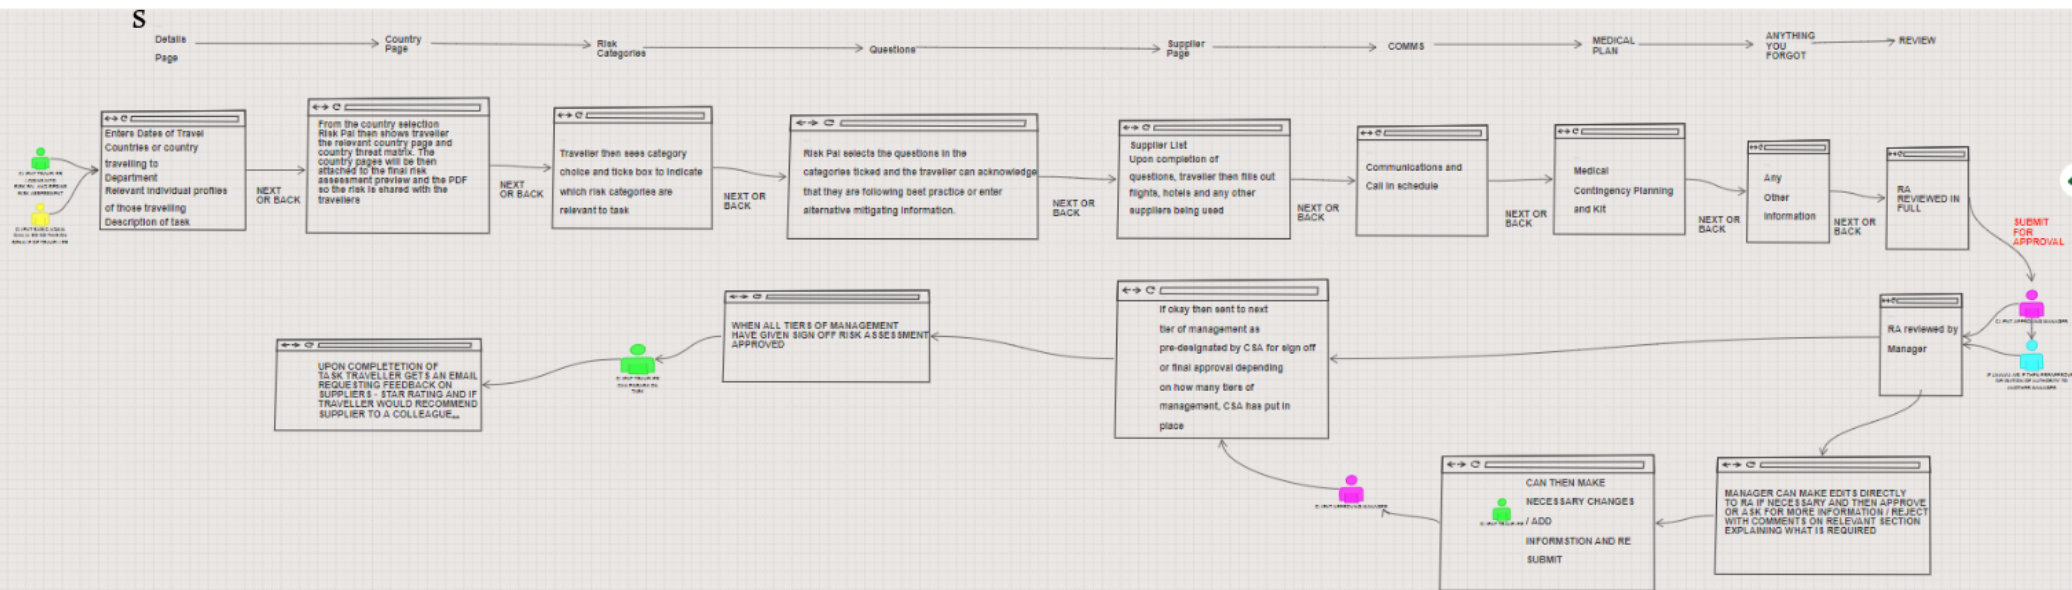 S
Details
Page
Country
Page
Risk
Categories
Questions
Supplier
Page
COMMS
MEDICAL
PLAN
ANYTHING
YOU
FORGOT
REVIEW
Enters Dates of Travel
Countries or country
travelling to
Department
Relevant individual profiles
of those travelling
Description of task
NEXT
OR BACK
From the country selection
Risk Pal then shows traveller
the relevant country page and
country threat matrix. The
country pages will be then
attached to the final risk
assessment preview and the PDF
so the risk is shared with the
travellers
NEXT
OR BACK
Traveller then sees category
choice and ticks box to indicate
which risk categories are
relevant to task
NEXT OR
BACK
Risk Pal selects the questions in the
categories ticked and the traveller can acknowledge
that they are following best practice or enter
alternative mitigating information.
NEXT OR
BACK
Supplier List
Upon completion of
questions, traveller then fills out
flights, hotels and any other
suppliers being used
NEXT OR
BACK
Communications and
Call in schedule
NEXT OR
BACK
Medical
Contingency Planning
and Kit
NEXT OR
BACK
Any
Other
Information
NEXT OR
BACK
RA
REVIEWED IN
FULL
SUBMIT
FOR
APPROVAL
CLIENT APPROVING MANAGER
RA reviewed by
Manager
If okay then sent to next
tier of management as
pre-designated by CSA for sign off
or final approval depending
on how many tiers of
management, CSA has put in
place
WHEN ALL TIERS OF MANAGEMENT
HAVE GIVEN SIGN OFF RISK ASSESSMENT
APPROVED
UPON COMPLETETION OF
TASK TRAVELLER GETS AN EMAIL
REQUESTING FEEDBACK ON
SUPPLIERS - STAR RATING AND IF
TRAVELLER WOULD RECOMMEND
SUPPLIER TO A COLLEAGUE..
MANAGER CAN MAKE EDITS DIRECTLY
TO RA IF NECESSARY AND THEN APPROVE
OR ASK FOR MORE INFORMATION / REJECT
WITH COMMENTS ON RELEVANT SECTION
EXPLAINING WHAT IS REQUIRED
CAN THEN MAKE
NECESSARY CHANGES
/ ADD
INFORMSTION AND RE
SUBMIT
CLIENT APPROVING MANAGER